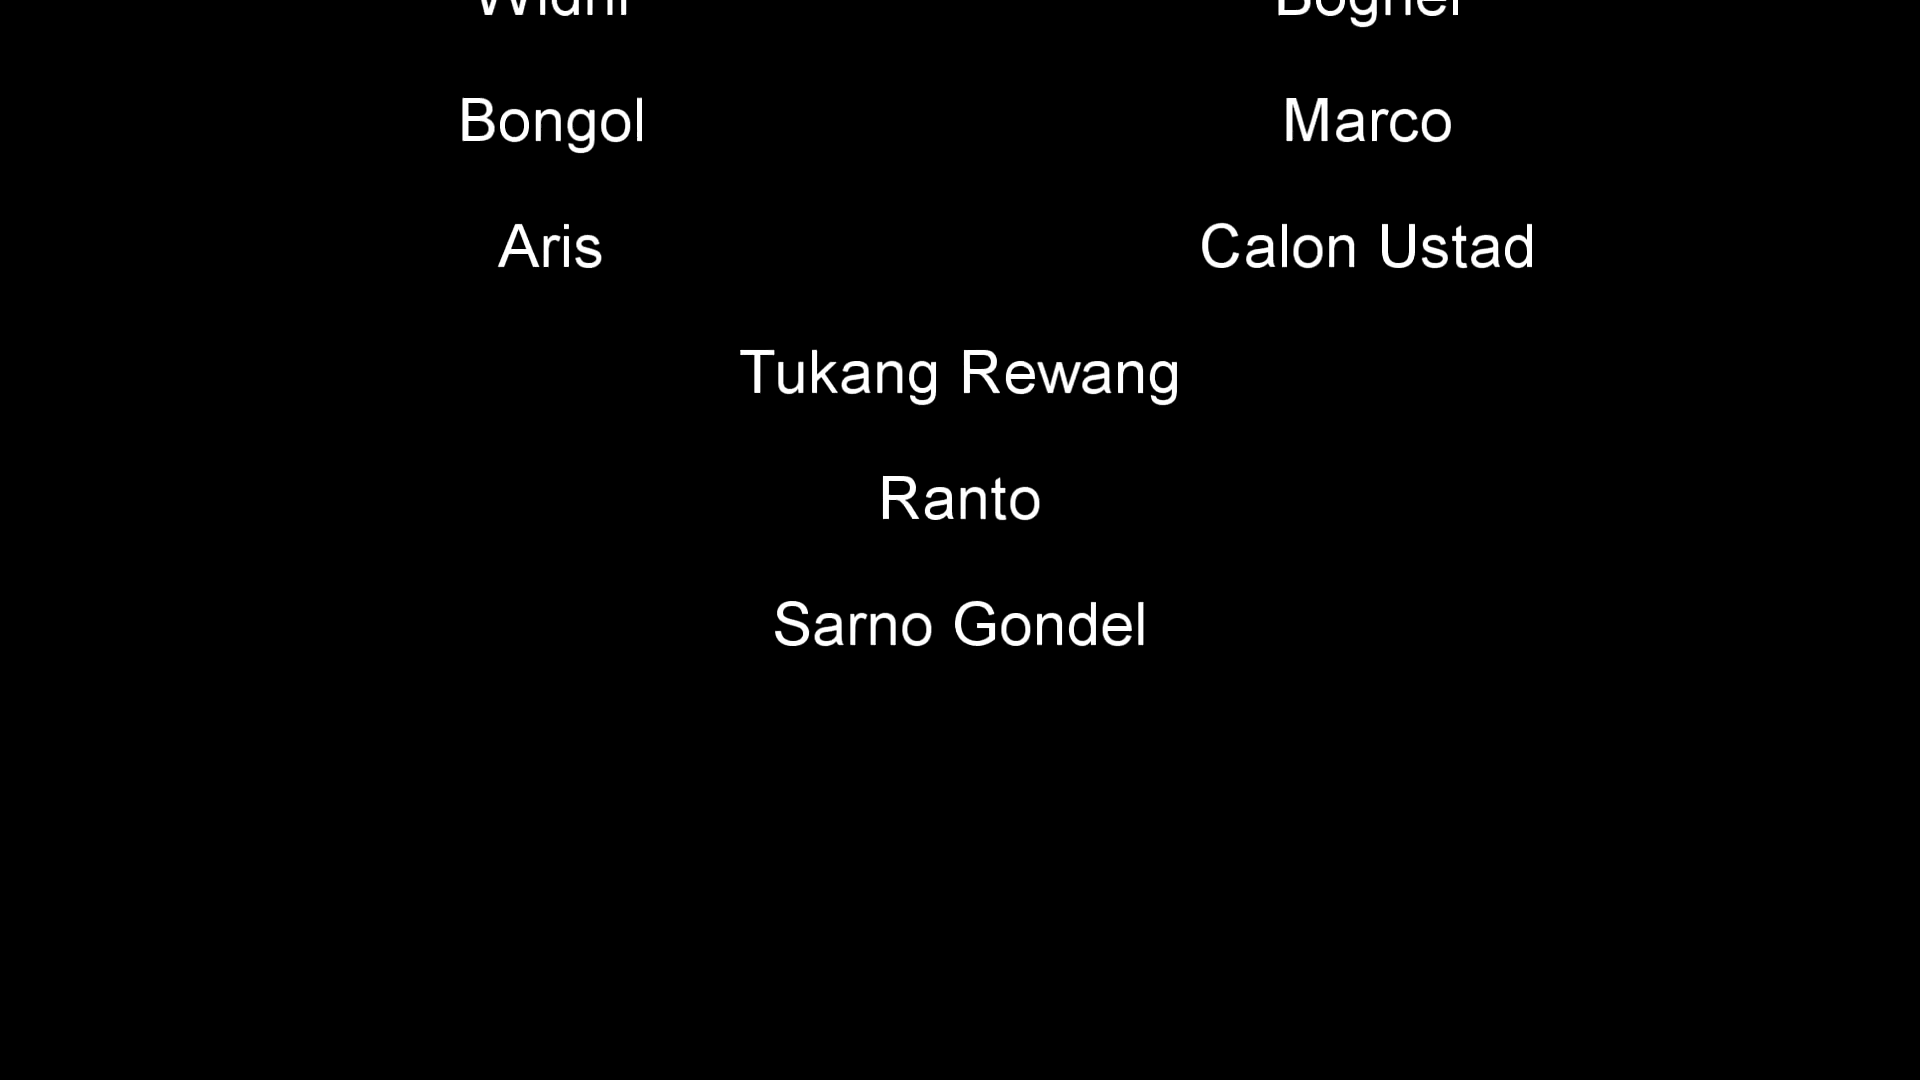 Bongol Marco
Aris Calon Ustad
Tukang Rewang
Ranto
Sarno Gondel